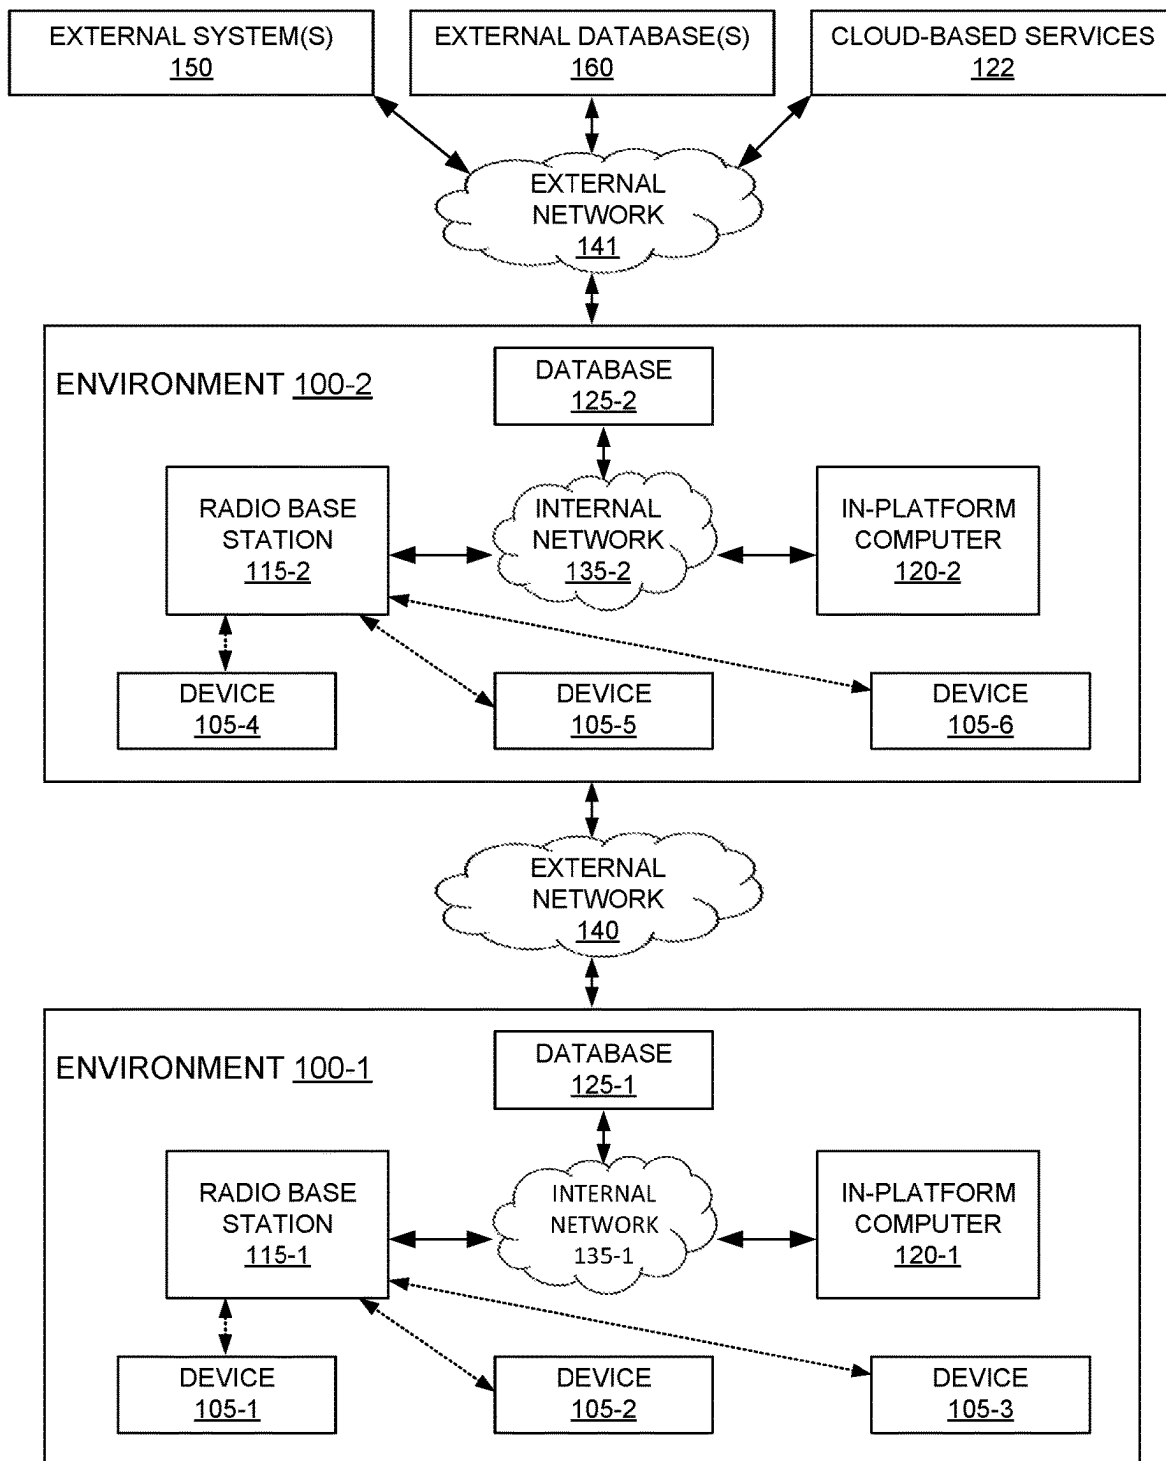 EXTERNAL SYSTEM(S)
150
EXTERNAL DATABASE(S)
160
CLOUD-BASED SERVICES
122
EXTERNAL
NETWORK
141
ENVIRONMENT 100-2
DATABASE
125-2
RADIO BASE
STATION
115-2
INTERNAL
NETWORK
135-2
IN-PLATFORM
COMPUTER
120-2
DEVICE
105-4
DEVICE
105-5
DEVICE
105-6
EXTERNAL
NETWORK
140
ENVIRONMENT 100-1
DATABASE
125-1
RADIO BASE
STATION
115-1
INTERNAL
NETWORK
135-1
IN-PLATFORM
COMPUTER
120-1
DEVICE
105-1
DEVICE
105-2
DEVICE
105-3